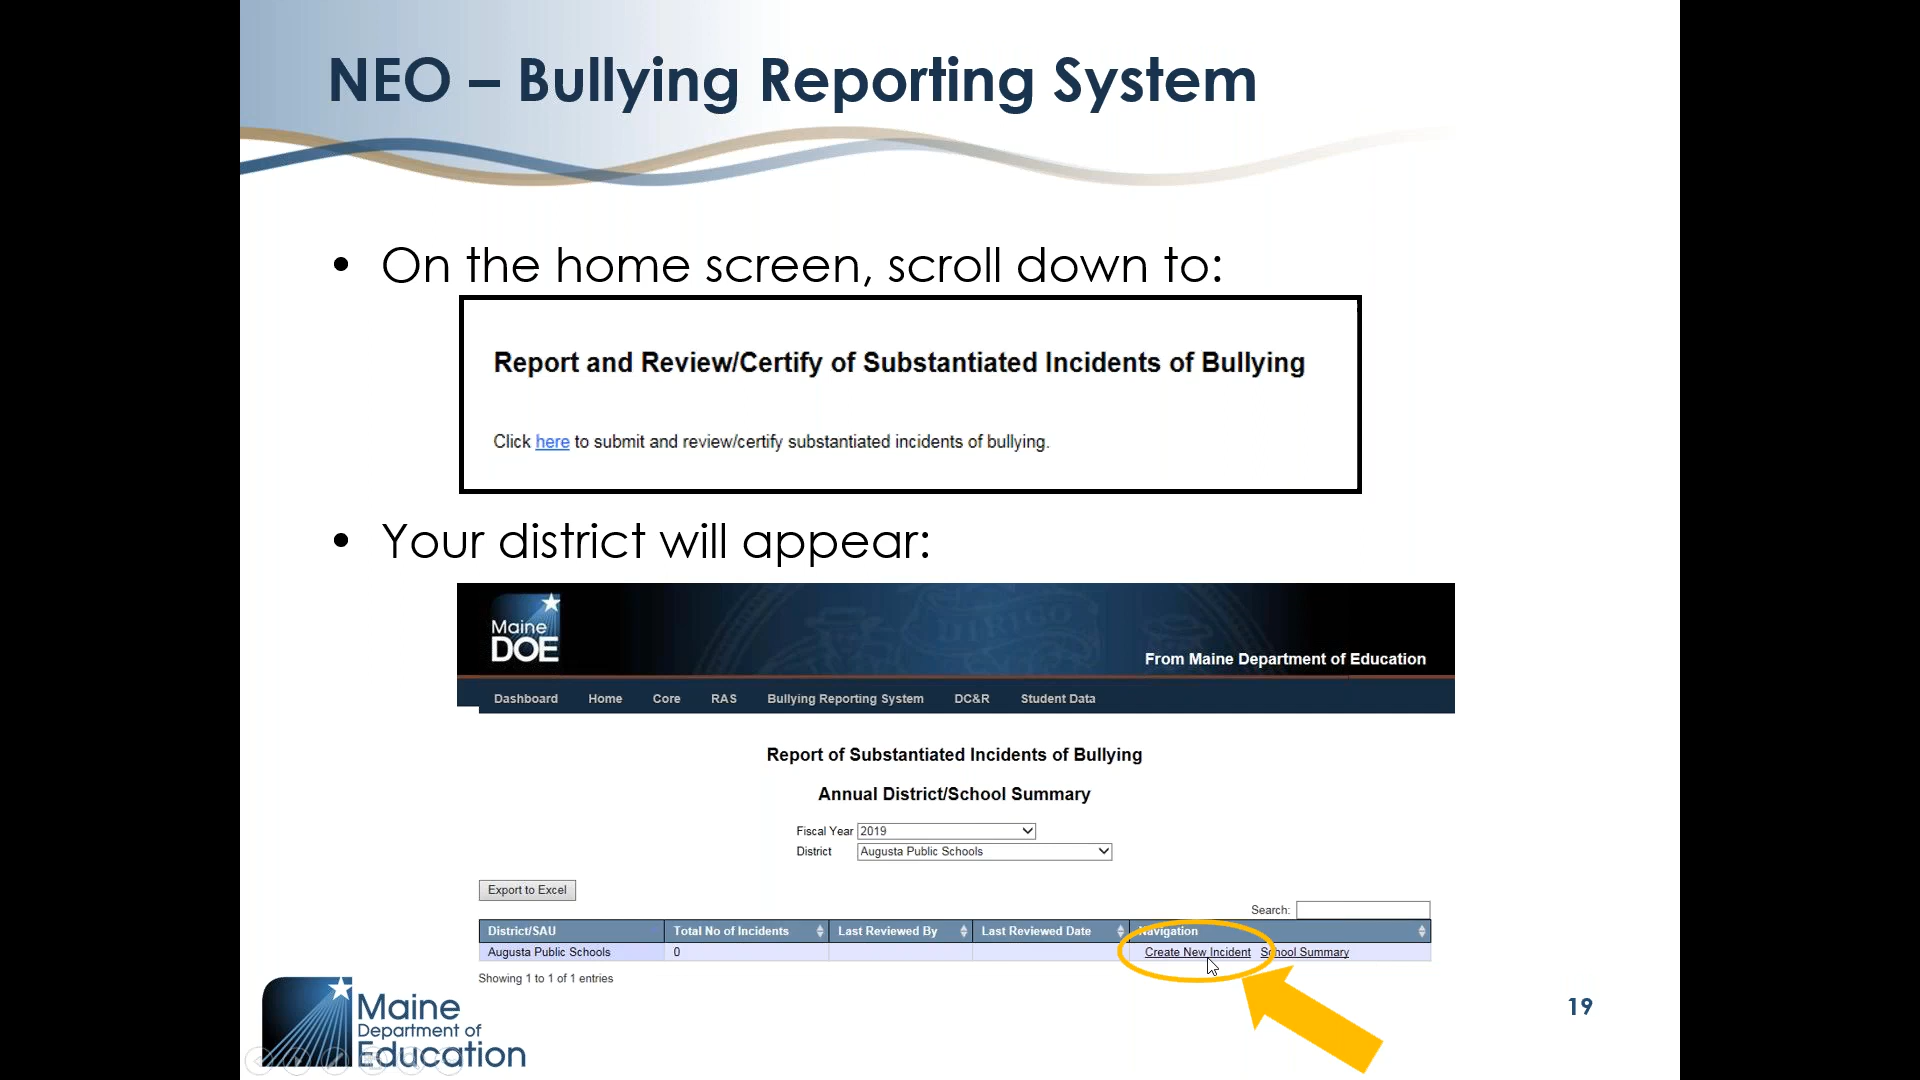 NEO – Bullying Reporting System
• On the home screen, scroll down to:
Report and Review/Certify of Substantiated Incidents of Bullying
Click here to submit and review/certify substantiated incidents of bullying.
• Your district will appear:
Maine
DOE
DIRIGO
From Maine Department of Education
Dashboard Home Core RAS Bullying Reporting System DC&R Student Data
Report of Substantiated Incidents of Bullying
Annual District/School Summary
Fiscal Year 2019
District Augusta Public Schools
Export to Excel
Search:
District/SAU Total No of Incidents Last Reviewed By Last Reviewed Date Navigation
Augusta Public Schools 0 Create New Incident School Summary
Showing 1 to 1 of 1 entries
Maine
Department of
Education
19